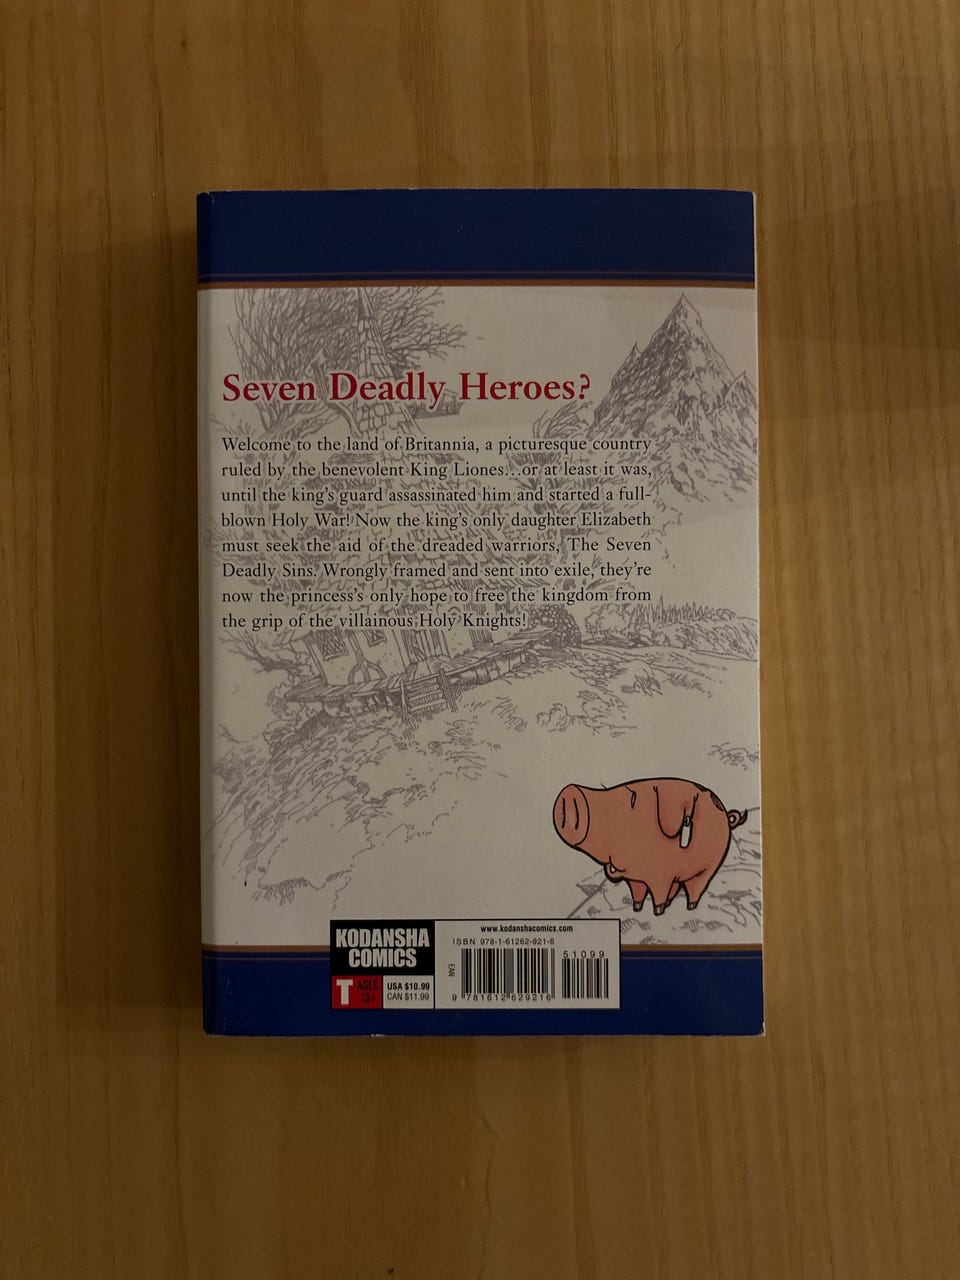 Seven Deadly Heroes?
Welcome to the land of Britannia, a picturesque country
ruled by the benevolent King Liones...or at least it was,
until the king's guard assassinated him and started a full-
blown Holy War! Now the king's only daughter Elizabeth
must seek the aid of the dreaded warriors, The Seven
Deadly Sins. Wrongly framed and sent into exile, they're
now the princess's only hope to free the kingdom from
the grip of the villainous Holy Knights!
KODANSHA
COMICS
T AGES
13+
USA $10.99
CAN $11.99
www.kodanshacomics.com
ISBN 978-1-61262-921-6
51099
EAN
9 781612 629216